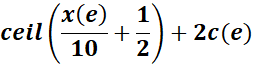 ceil(x(e)/10 + 1/2) + 2c(e)